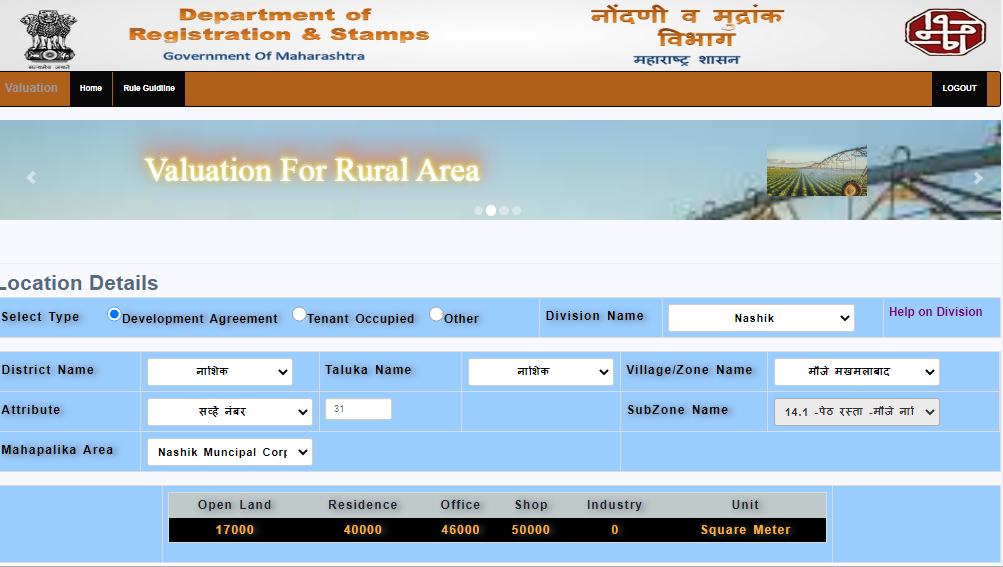 Department of
Registration & Stamps
Government Of Maharashtra
नोंदणी व मुद्रांक
विभाग
महाराष्ट्र शासन
सत्यमेव जयते
Valuation Home Rule Guidline LOGOUT
Valuation For Rural Area
Location Details
Select Type Development Agreement Tenant Occupied Other Division Name Nashik Help on Division
District Name नाशिक Taluka Name नाशिक Village/Zone Name मौजे मखमलाबाद
Attribute सर्व्हे नंबर 31 SubZone Name 14.1 -पेठ रस्ता -मौजे
Mahapalika Area Nashik Muncipal Corp
Open Land Residence Office Shop Industry Unit
17000 40000 46000 50000 0 Square Meter